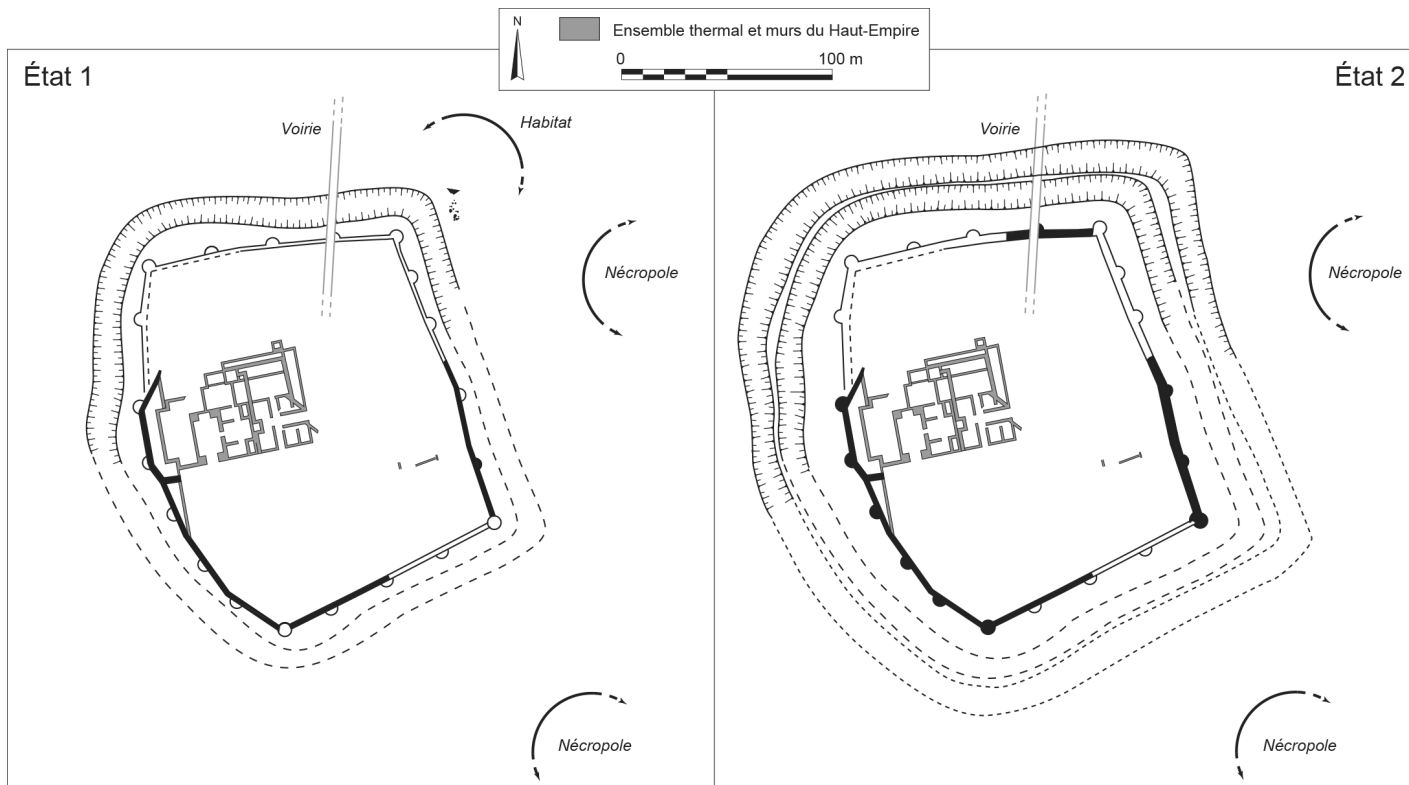 N
Ensemble thermal et murs du Haut-Empire
0 100 m
État 1
État 2
Voirie
Habitat
Nécropole
Nécropole
Voirie
Nécropole
Nécropole